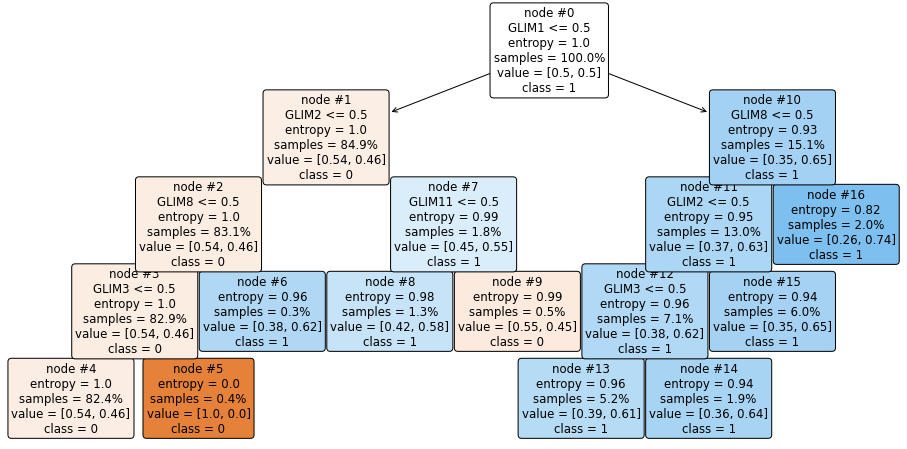 node #0
GLIM1 <= 0.5
entropy = 1.0
samples = 100.0%
value = [0.5, 0.5]
class = 1
node #1
GLIM2 <= 0.5
entropy = 1.0
samples = 84.9%
value = [0.54, 0.46]
class = 0
node #10
GLIM8 <= 0.5
entropy = 0.93
samples = 15.1%
value = [0.35, 0.65]
class = 1
node #2
GLIM8 <= 0.5
entropy = 1.0
samples = 83.1%
value = [0.54, 0.46]
class = 0
node #7
GLIM11 <= 0.5
entropy = 0.99
samples = 1.8%
value = [0.45, 0.55]
class = 1
node #11
GLIM2 <= 0.5
entropy = 0.95
samples = 13.0%
value = [0.37, 0.63]
class = 1
node #16
entropy = 0.82
samples = 2.0%
value = [0.26, 0.74]
class = 1
node #3
GLIM3 <= 0.5
entropy = 1.0
samples = 82.9%
value = [0.54, 0.46]
class = 0
node #6
entropy = 0.96
samples = 0.3%
value = [0.38, 0.62]
class = 1
node #8
entropy = 0.98
samples = 1.3%
value = [0.42, 0.58]
class = 1
node #9
entropy = 0.99
samples = 0.5%
value = [0.55, 0.45]
class = 0
node #12
GLIM3 <= 0.5
entropy = 0.96
samples = 7.1%
value = [0.38, 0.62]
class = 1
node #15
entropy = 0.94
samples = 6.0%
value = [0.35, 0.65]
class = 1
node #4
entropy = 1.0
samples = 82.4%
value = [0.54, 0.46]
class = 0
node #5
entropy = 0.0
samples = 0.4%
value = [1.0, 0.0]
class = 0
node #13
entropy = 0.96
samples = 5.2%
value = [0.39, 0.61]
class = 1
node #14
entropy = 0.94
samples = 1.9%
value = [0.36, 0.64]
class = 1